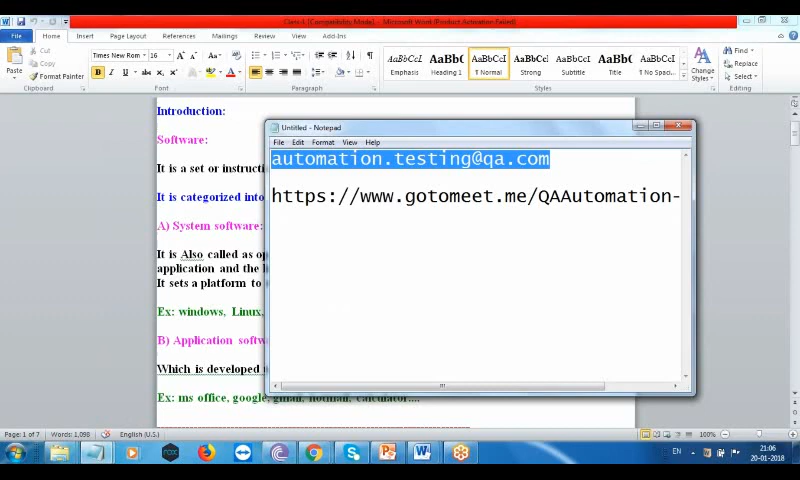 Class-1 [Compatibility Mode] - Microsoft Word (Product Activation Failed)
File Home Insert Page Layout References Mailings Review View Add-Ins
Paste Cut Copy Format Painter
Times New Rom 16
AaBbCcI AaBbC( AaBbCcI AaBbCcI AaBbCcI AaBbC AaBbCcI
Emphasis Heading 1 ¶ Normal Strong Subtitle Title ¶ No Spaci...
Change Styles
Find Replace Select
Clipboard Font Paragraph Styles Editing
Introduction:
Software:
It is a set or instructi
It is categorized into
A) System software:
It is Also called as op
application and the h
It sets a platform to
Ex: windows, Linux,
B) Application softw
Which is developed
Ex: ms office, google, gmail, hotmail, calculator....
Untitled - Notepad
File Edit Format View Help
automation.testing@qa.com
https://www.gotomeet.me/QAAutomation-
Page: 1 of 7 Words: 1,098 English (U.S.) 100%
EN 21:06
20-01-2018